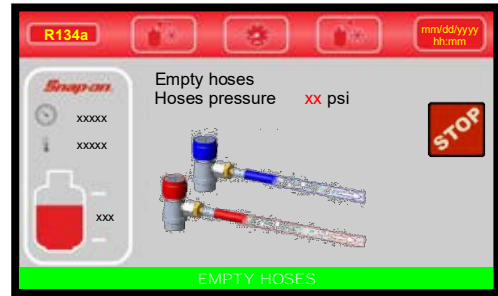 R134a
mm/dd/yyyy
hh:mm
Snap-on
xxxxx
xxxxx
xxx
Empty hoses
Hoses pressure xx psi
STOP
EMPTY HOSES